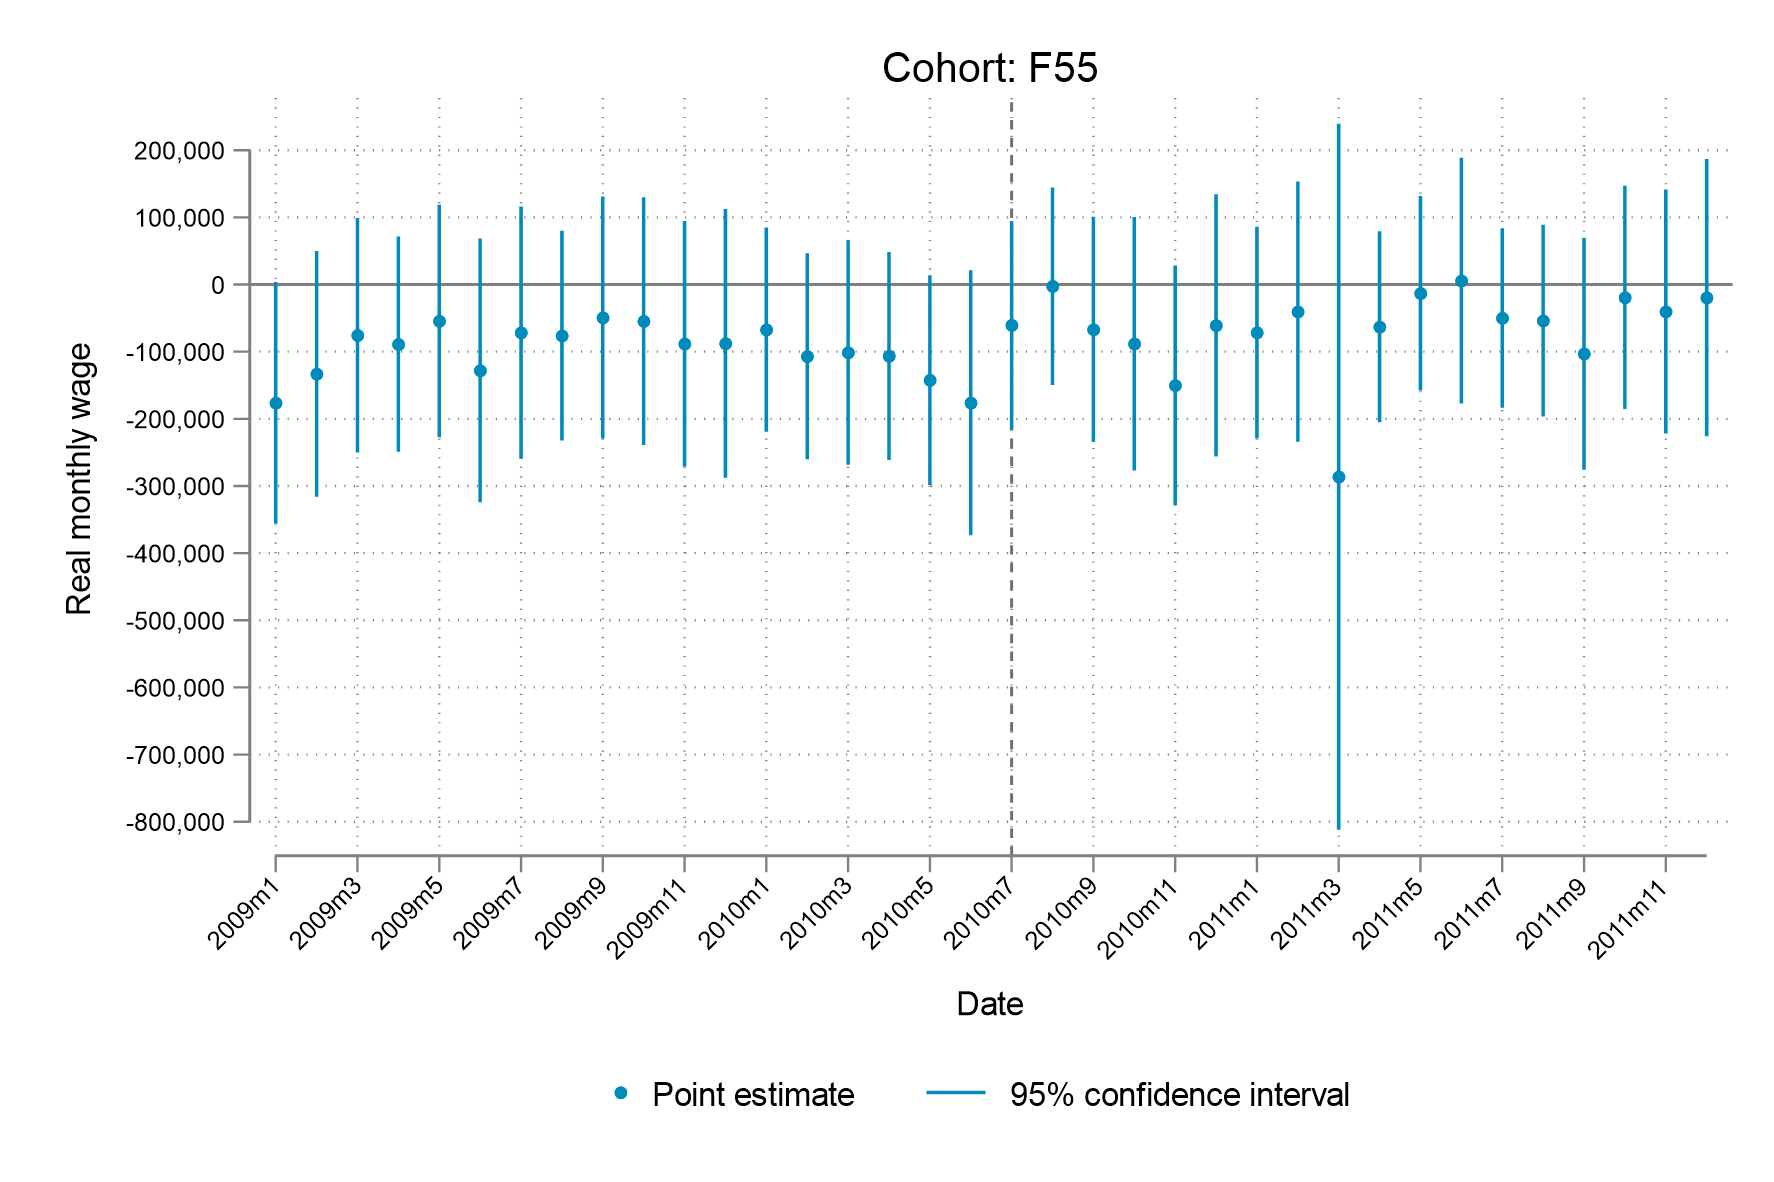 Cohort: F55
Real monthly wage
200,000
100,000
0
-100,000
-200,000
-300,000
-400,000
-500,000
-600,000
-700,000
-800,000
2009m1
2009m3
2009m5
2009m7
2009m9
2009m11
2010m1
2010m3
2010m5
2010m7
2010m9
2010m11
2011m1
2011m3
2011m5
2011m7
2011m9
2011m11
Date
Point estimate
95% confidence interval